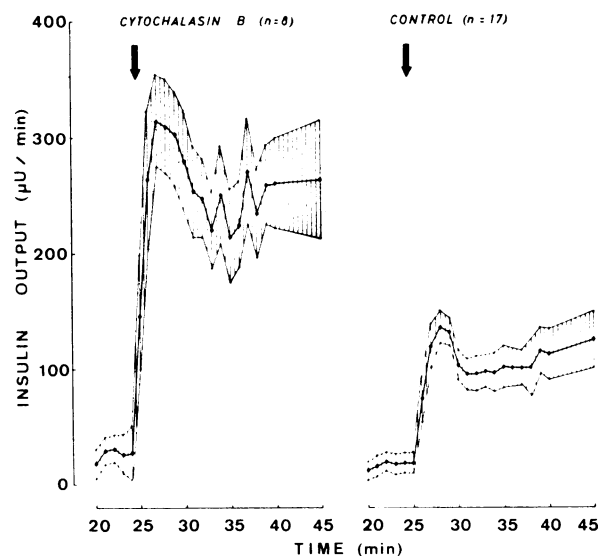 CYTOCHALASIN B (n=8)
CONTROL (n=17)
INSULIN OUTPUT (μU/ min)
400
300
200
100
0
20 25 30 35 40 45
20 25 30 35 40 45
TIME (min)